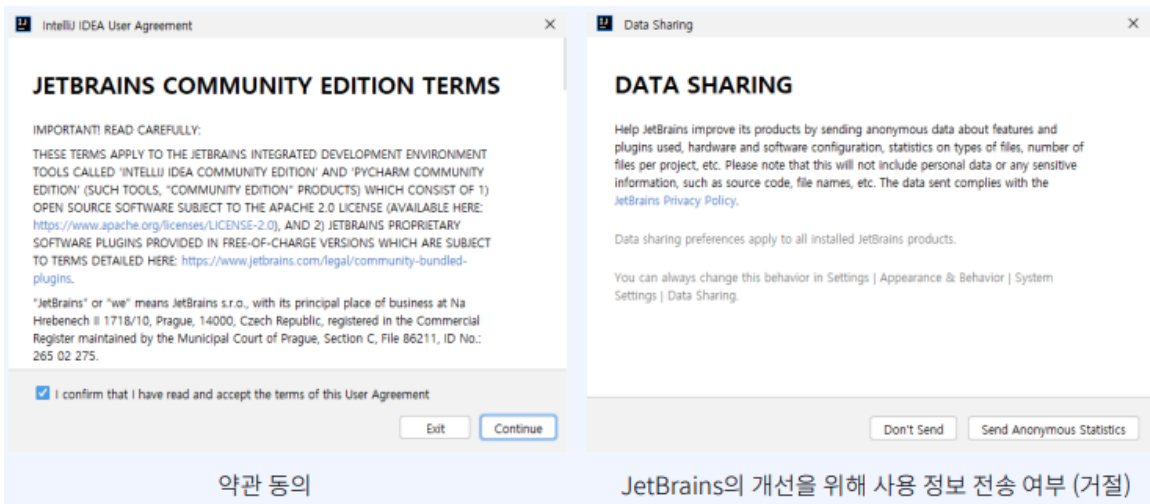 IntelliJ IDEA User Agreement
JETBRAINS COMMUNITY EDITION TERMS
IMPORTANT! READ CAREFULLY:
THESE TERMS APPLY TO THE JETBRAINS INTEGRATED DEVELOPMENT ENVIRONMENT
TOOLS CALLED 'INTELLIJ IDEA COMMUNITY EDITION' AND 'PYCHARM COMMUNITY
EDITION' (SUCH TOOLS, "COMMUNITY EDITION" PRODUCTS) WHICH CONSIST OF 1)
OPEN SOURCE SOFTWARE SUBJECT TO THE APACHE 2.0 LICENSE (AVAILABLE HERE:
https://www.apache.org/licenses/LICENSE-2.0), AND 2) JETBRAINS PROPRIETARY
SOFTWARE PLUGINS PROVIDED IN FREE-OF-CHARGE VERSIONS WHICH ARE SUBJECT
TO TERMS DETAILED HERE: https://www.jetbrains.com/legal/community-bundled-
plugins.
"JetBrains" or "we" means JetBrains s.r.o., with its principal place of business at Na
Hrebenech II 1718/10, Prague, 14000, Czech Republic, registered in the Commercial
Register maintained by the Municipal Court of Prague, Section C, File 86211, ID No.:
265 02 275.
I confirm that I have read and accept the terms of this User Agreement
Exit
Continue
약관 동의
Data Sharing
DATA SHARING
Help JetBrains improve its products by sending anonymous data about features and
plugins used, hardware and software configuration, statistics on types of files, number of
files per project, etc. Please note that this will not include personal data or any sensitive
information, such as source code, file names, etc. The data sent complies with the
JetBrains Privacy Policy.
Data sharing preferences apply to all installed JetBrains products.
You can always change this behavior in Settings | Appearance & Behavior | System
Settings | Data Sharing.
Don't Send
Send Anonymous Statistics
JetBrains의 개선을 위해 사용 정보 전송 여부 (거절)